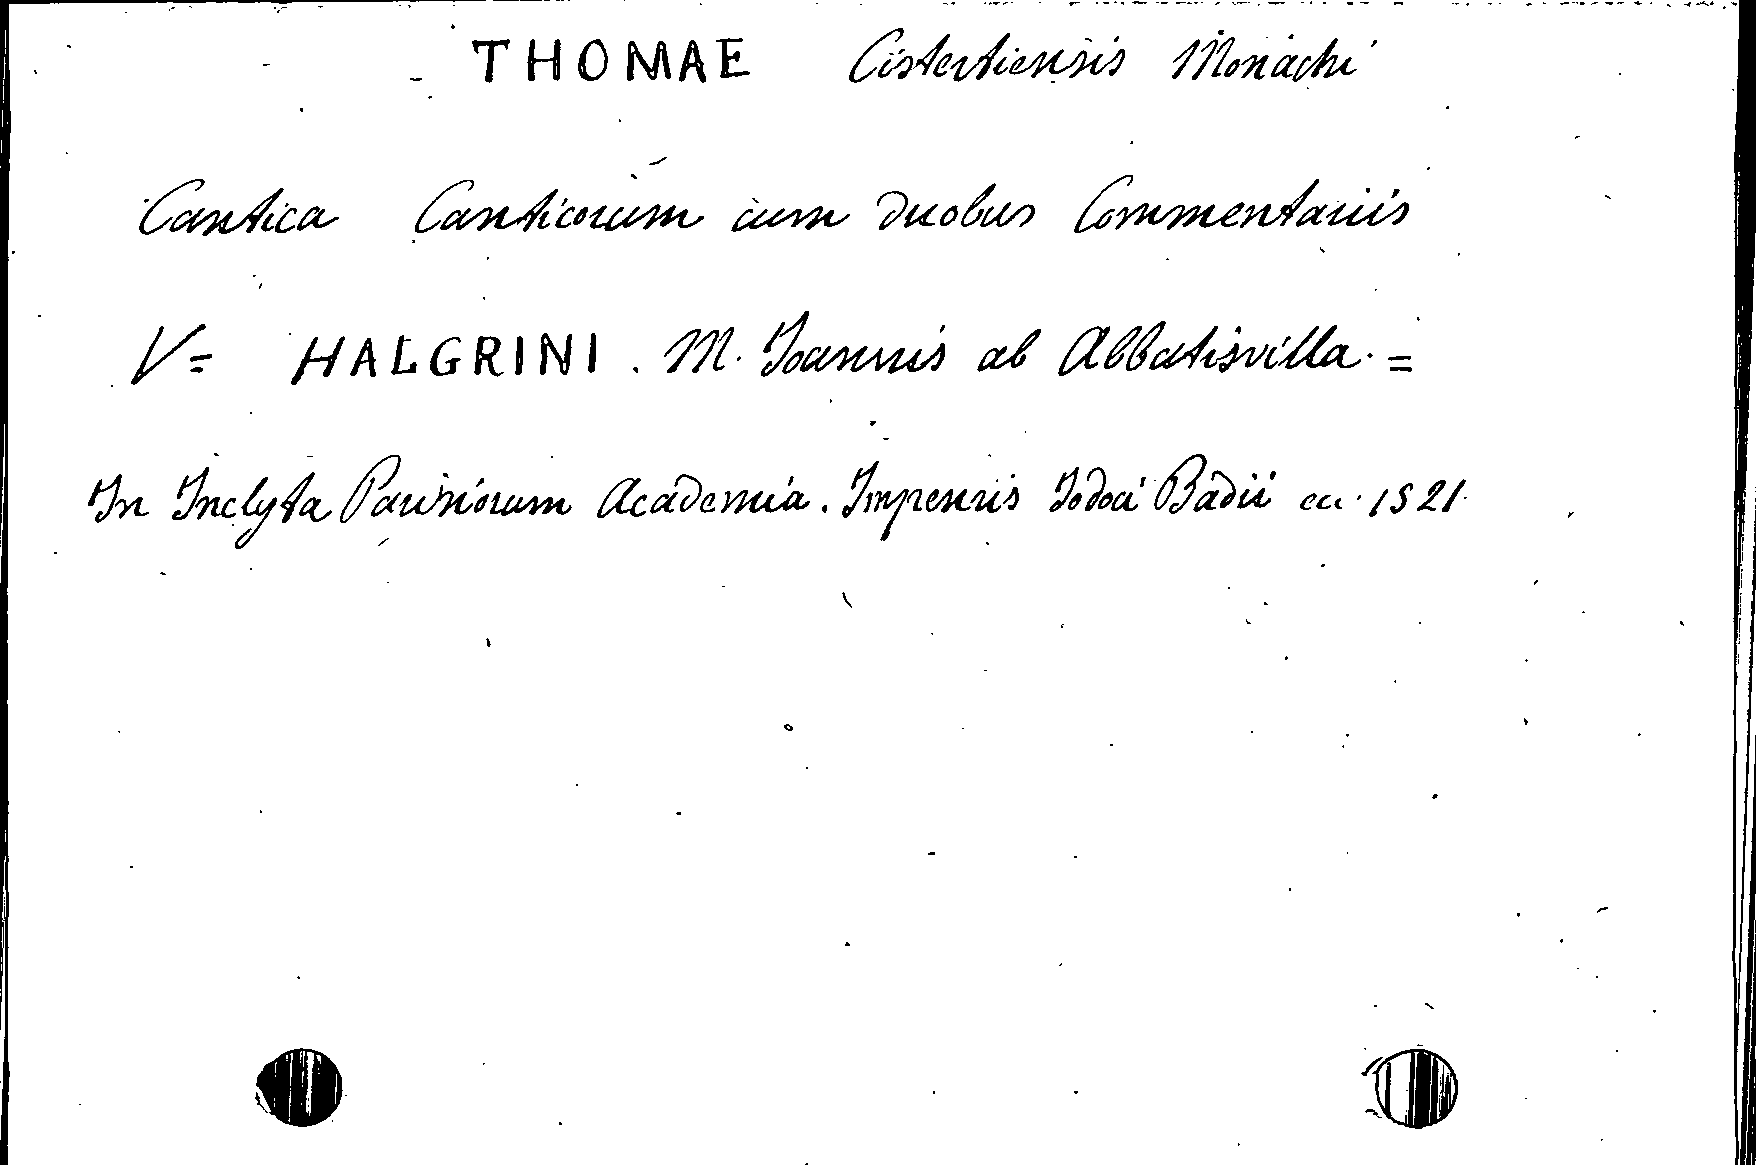 THOMAE Cistertiensis Monachi
Cantica Canticorum cum duobus Commentariis
V= HALGRINI. M. Joannis ab Abbatisvilla. =
In Inclyta Parisiorum Academia. Impensis Jodoci Badii 1521.